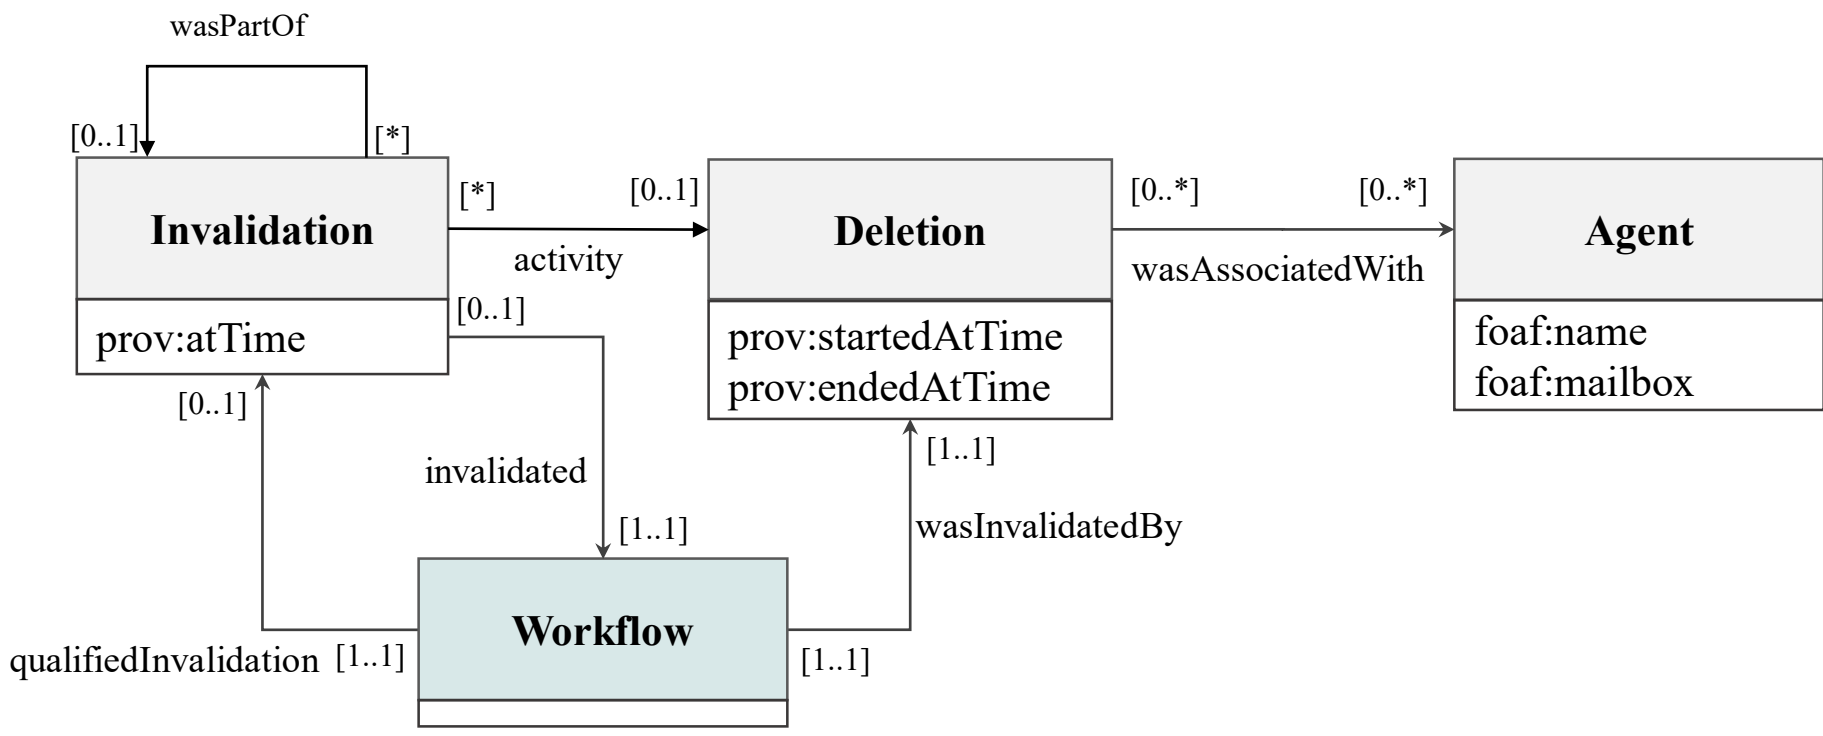 wasPartOf
[0..1]
[*]
Invalidation
prov:atTime
[*]
[0..1]
activity
Deletion
prov:startedAtTime
prov:endedAtTime
[0..*]
[0..*]
wasAssociatedWith
Agent
foaf:name
foaf:mailbox
[0..1]
[0..1]
invalidated
[1..1]
[1..1]
wasInvalidatedBy
Workflow
qualifiedInvalidation
[1..1]
[1..1]